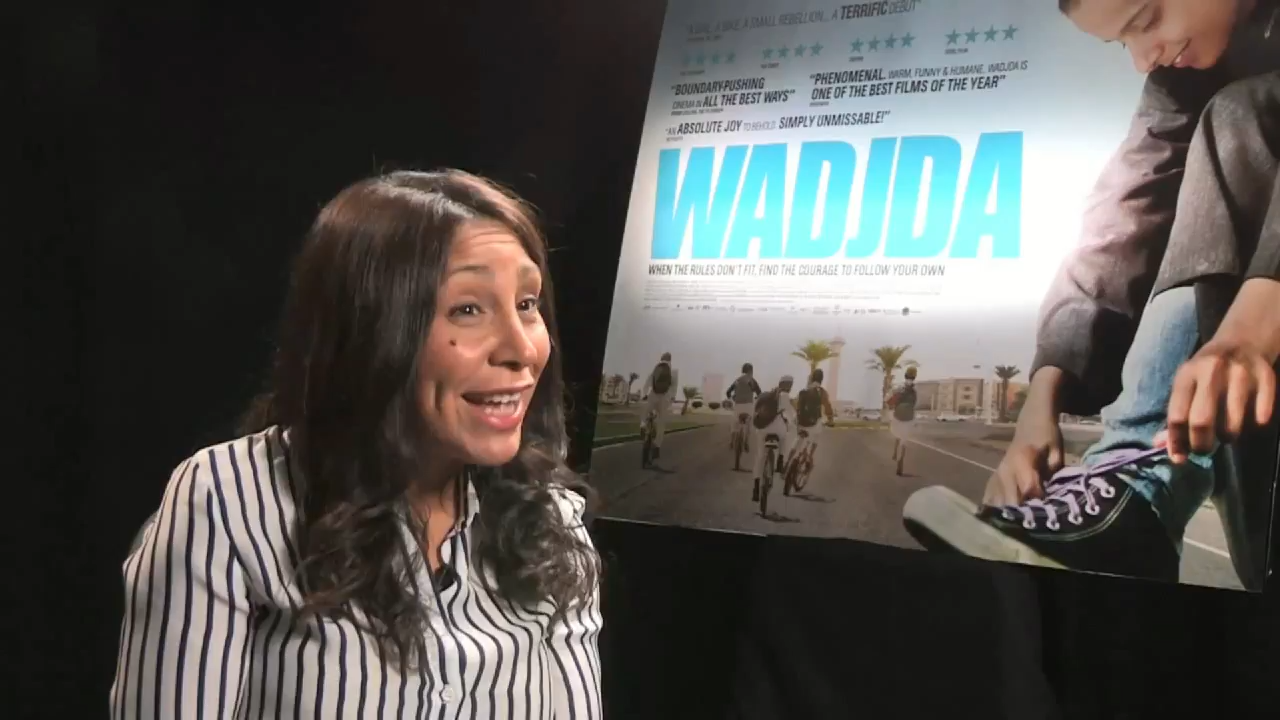 "A GIRL, A BIKE, A SMALL REBELLION... A TERRIFIC DEBUT"
"BOUNDARY-PUSHING
CINEMA IN ALL THE BEST WAYS"
"PHENOMENAL. WARM, FUNNY & HUMANE. WADJDA IS
ONE OF THE BEST FILMS OF THE YEAR"
"AN ABSOLUTE JOY TO BEHOLD. SIMPLY UNMISSABLE!"
WADJDA
WHEN THE RULES DON'T FIT, FIND THE COURAGE TO FOLLOW YOUR OWN